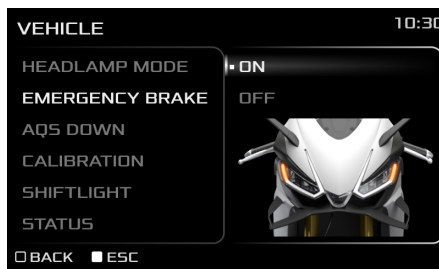 VEHICLE
10:30
HEADLAMP MODE
ON
EMERGENCY BRAKE
OFF
AQS DOWN
CALIBRATION
SHIFTLIGHT
STATUS
BACK ESC